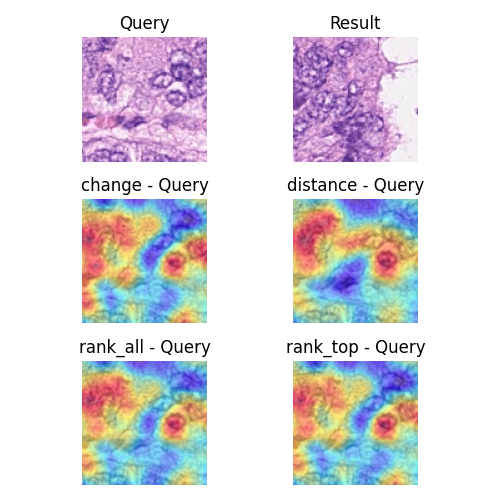 Query
Result
change - Query
distance - Query
rank_all - Query
rank_top - Query